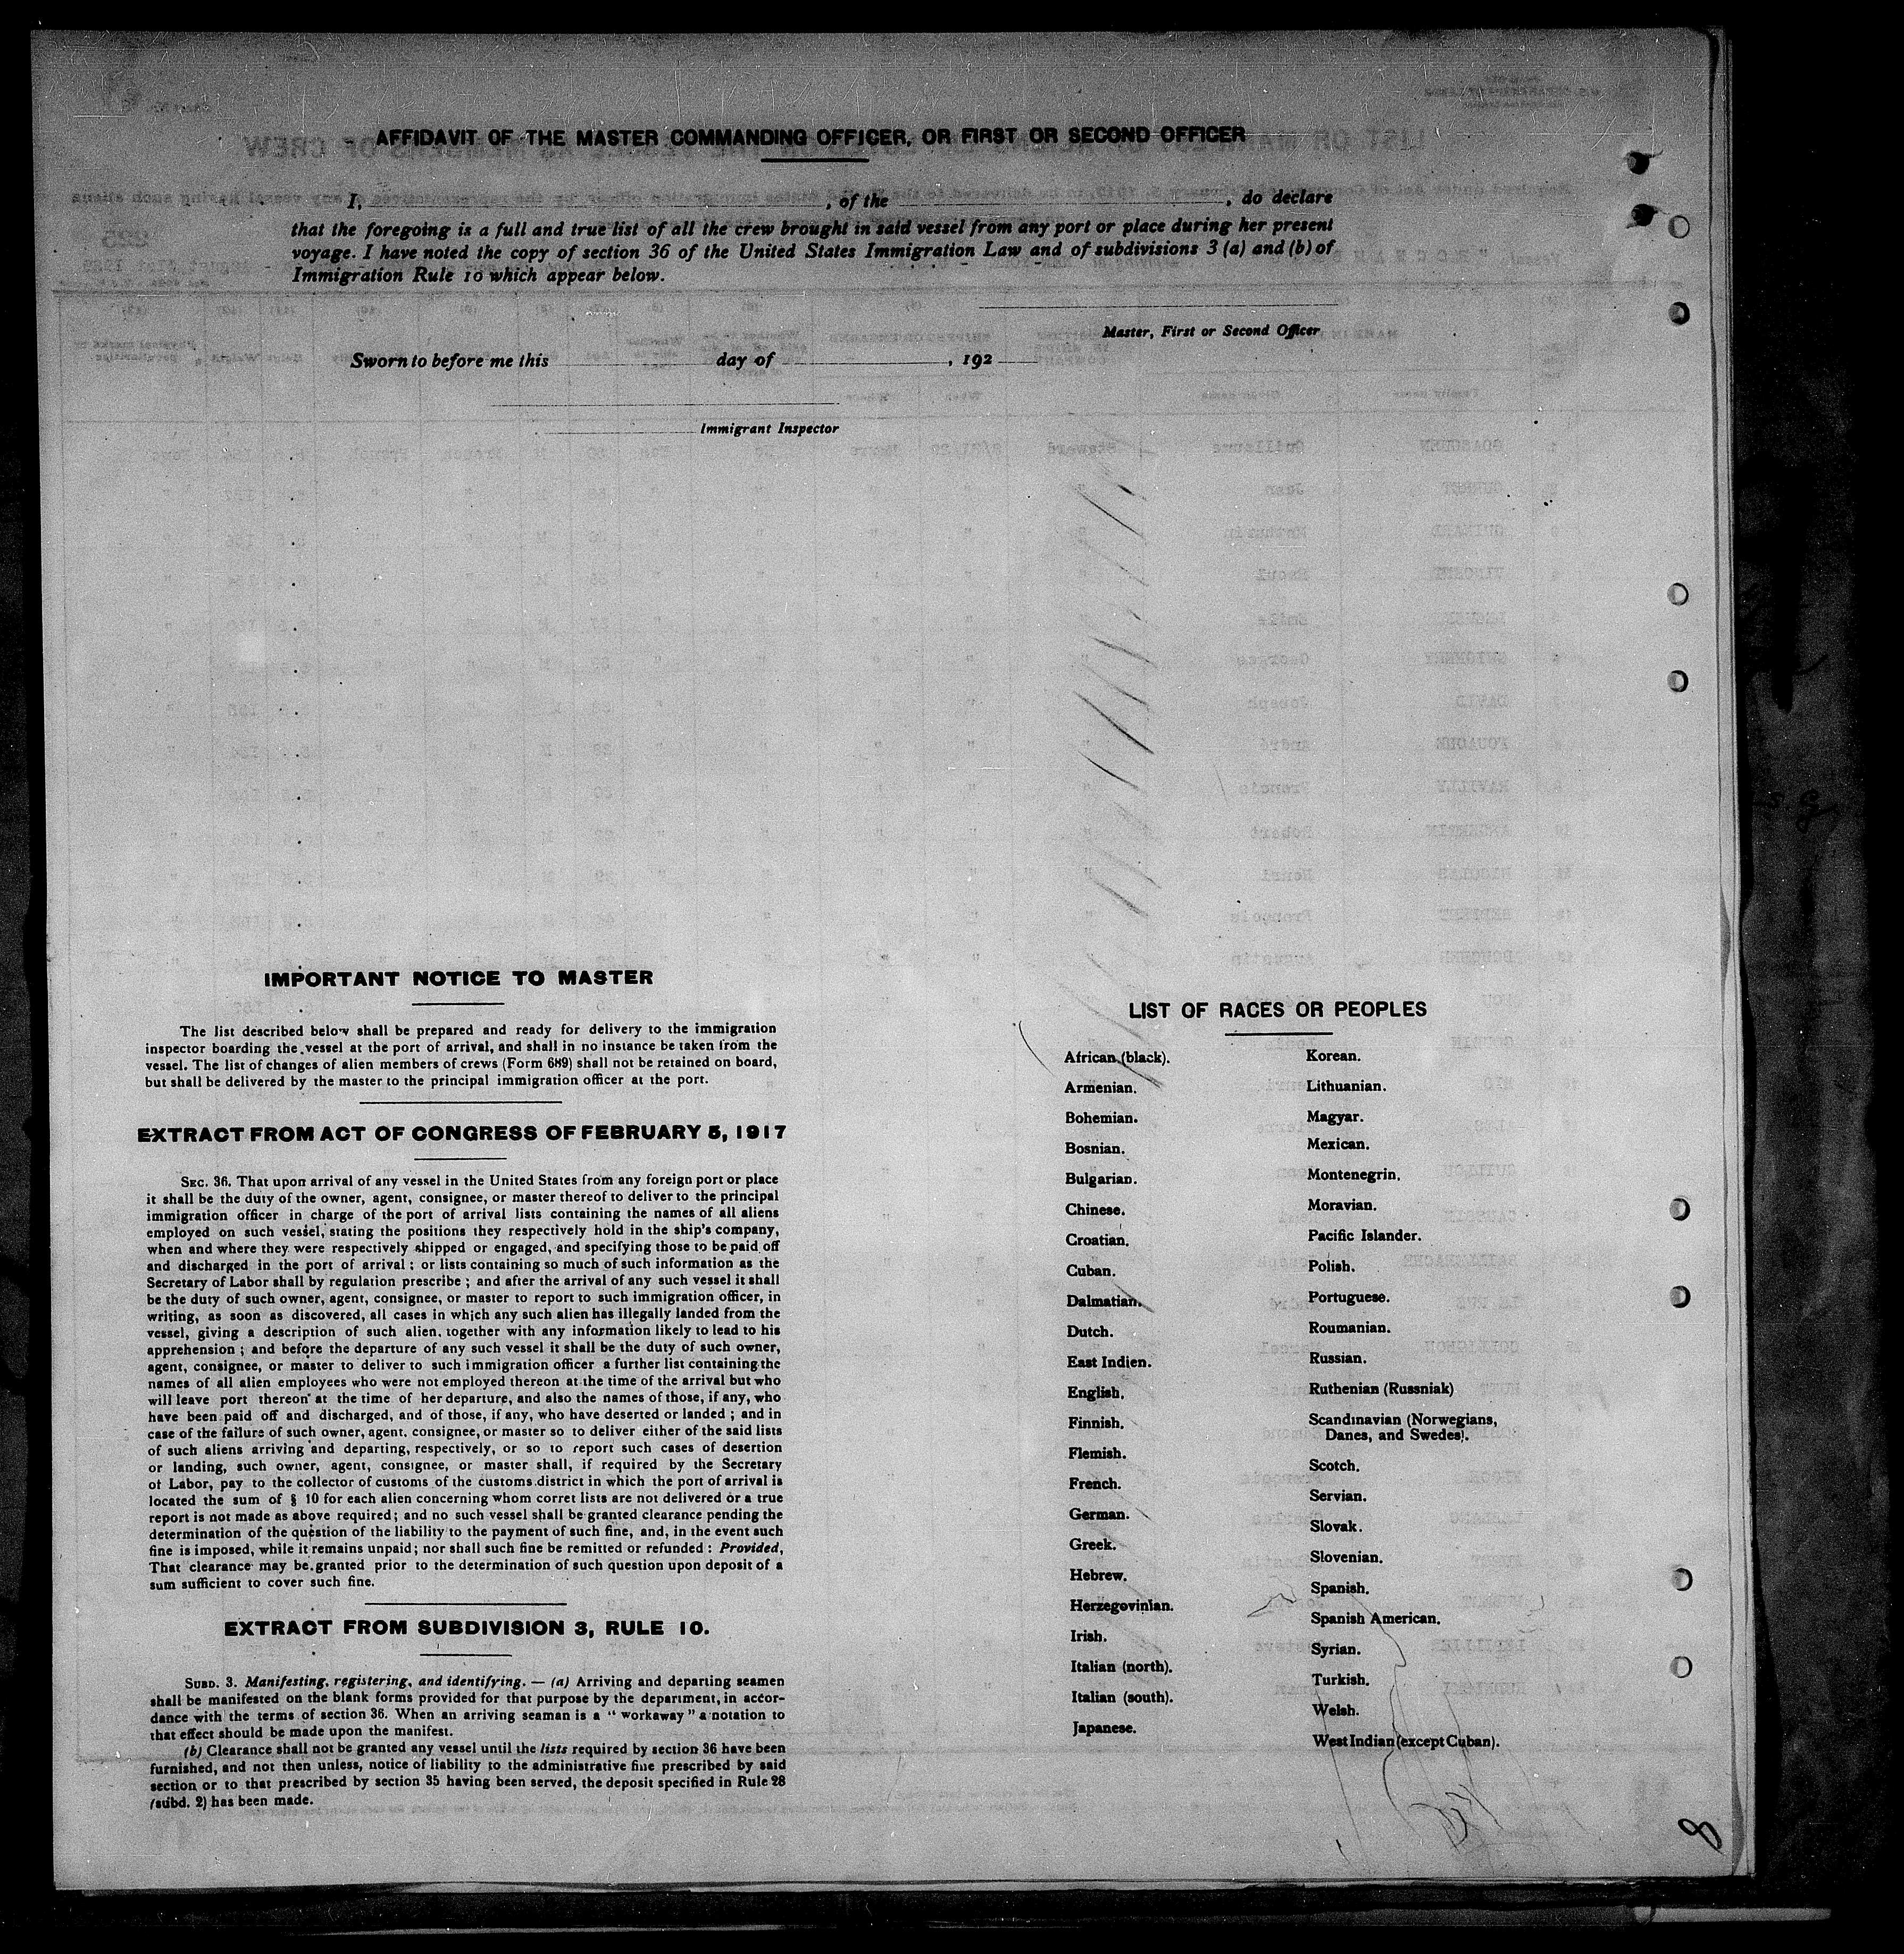 AFFIDAVIT OF THE MASTER COMMANDING OFFICER, OR FIRST OR SECOND OFFICER
I, , of the , do declare
that the foregoing is a full and true list of all the crew brought in said vessel from any port or place during her present
voyage. I have noted the copy of section 36 of the United States Immigration Law and of subdivisions 3 (a) and (b) of
Immigration Rule 10 which appear below.
Master, First or Second Officer
Sworn to before me this day of , 192
Immigrant Inspector
IMPORTANT NOTICE TO MASTER
The list described below shall be prepared and ready for delivery to the immigration
inspector boarding the vessel at the port of arrival, and shall in no instance be taken from the
vessel. The list of changes of alien members of crews (Form 689) shall not be retained on board,
but shall be delivered by the master to the principal immigration officer at the port.
EXTRACT FROM ACT OF CONGRESS OF FEBRUARY 5, 1917
SEC. 36. That upon arrival of any vessel in the United States from any foreign port or place
it shall be the duty of the owner, agent, consignee, or master thereof to deliver to the principal
immigration officer in charge of the port of arrival lists containing the names of all aliens
employed on such vessel, stating the positions they respectively hold in the ship's company,
when and where they were respectively shipped or engaged, and specifying those to be paid off
and discharged in the port of arrival ; or lists containing so much of such information as the
Secretary of Labor shall by regulation prescribe ; and after the arrival of any such vessel it shall
be the duty of such owner, agent, consignee, or master to report to such immigration officer, in
writing, as soon as discovered, all cases in which any such alien has illegally landed from the
vessel, giving a description of such alien, together with any information likely to lead to his
apprehension ; and before the departure of any such vessel it shall be the duty of such owner,
agent, consignee, or master to deliver to such immigration officer a further list containing the
names of all alien employees who were not employed thereon at the time of the arrival but who
will leave port thereon at the time of her departure, and also the names of those, if any, who
have been paid off and discharged, and of those, if any, who have deserted or landed ; and in
case of the failure of such owner, agent, consignee, or master so to deliver either of the said lists
of such aliens arriving and departing, respectively, or so to report such cases of desertion
or landing, such owner, agent, consignee, or master shall, if required by the Secretary
of Labor, pay to the collector of customs of the customs district in which the port of arrival is
located the sum of § 10 for each alien concerning whom corret lists are not delivered or a true
report is not made as above required; and no such vessel shall be granted clearance pending the
determination of the question of the liability to the payment of such fine, and, in the event such
fine is imposed, while it remains unpaid; nor shall such fine be remitted or refunded : Provided,
That clearance may be granted prior to the determination of such question upon deposit of a
sum sufficient to cover such fine.
EXTRACT FROM SUBDIVISION 3, RULE 10.
SUBD. 3. Manifesting, registering, and identifying. — (a) Arriving and departing seamen
shall be manifested on the blank forms provided for that purpose by the department, in accor-
dance with the terms of section 36. When an arriving seaman is a " workaway " a notation to
that effect should be made upon the manifest.
(b) Clearance shall not be granted any vessel until the lists required by section 36 have been
furnished, and not then unless, notice of liability to the administrative fine prescribed by said
section or to that prescribed by section 35 having been served, the deposit specified in Rule 28
(subd. 2) has been made.
LIST OF RACES OR PEOPLES
African (black).
Armenian.
Bohemian.
Bosnian.
Bulgarian.
Chinese.
Croatian.
Cuban.
Dalmatian.
Dutch.
East Indien.
English.
Finnish.
Flemish.
French.
German.
Greek.
Hebrew.
Herzegovinian.
Irish.
Italian (north).
Italian (south).
Japanese.
Korean.
Lithuanian.
Magyar.
Mexican.
Montenegrin.
Moravian.
Pacific Islander.
Polish.
Portuguese.
Roumanian.
Russian.
Ruthenian (Russniak)
Scandinavian (Norwegians,
Danes, and Swedes).
Scotch.
Servian.
Slovak.
Slovenian.
Spanish.
Spanish American.
Syrian.
Turkish.
Welsh.
West Indian (except Cuban).
8